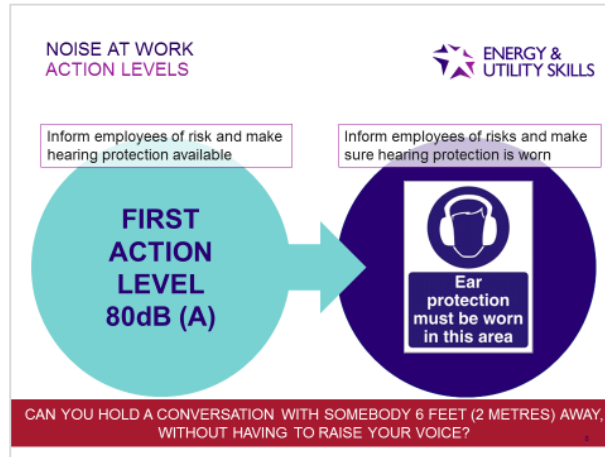 NOISE AT WORK
ACTION LEVELS
ENERGY &
UTILITY SKILLS
Inform employees of risk and make
hearing protection available
Inform employees of risks and make
sure hearing protection is worn
FIRST
ACTION
LEVEL
80dB (A)
Ear
protection
must be worn
in this area
CAN YOU HOLD A CONVERSATION WITH SOMEBODY 6 FEET (2 METRES) AWAY,
WITHOUT HAVING TO RAISE YOUR VOICE?